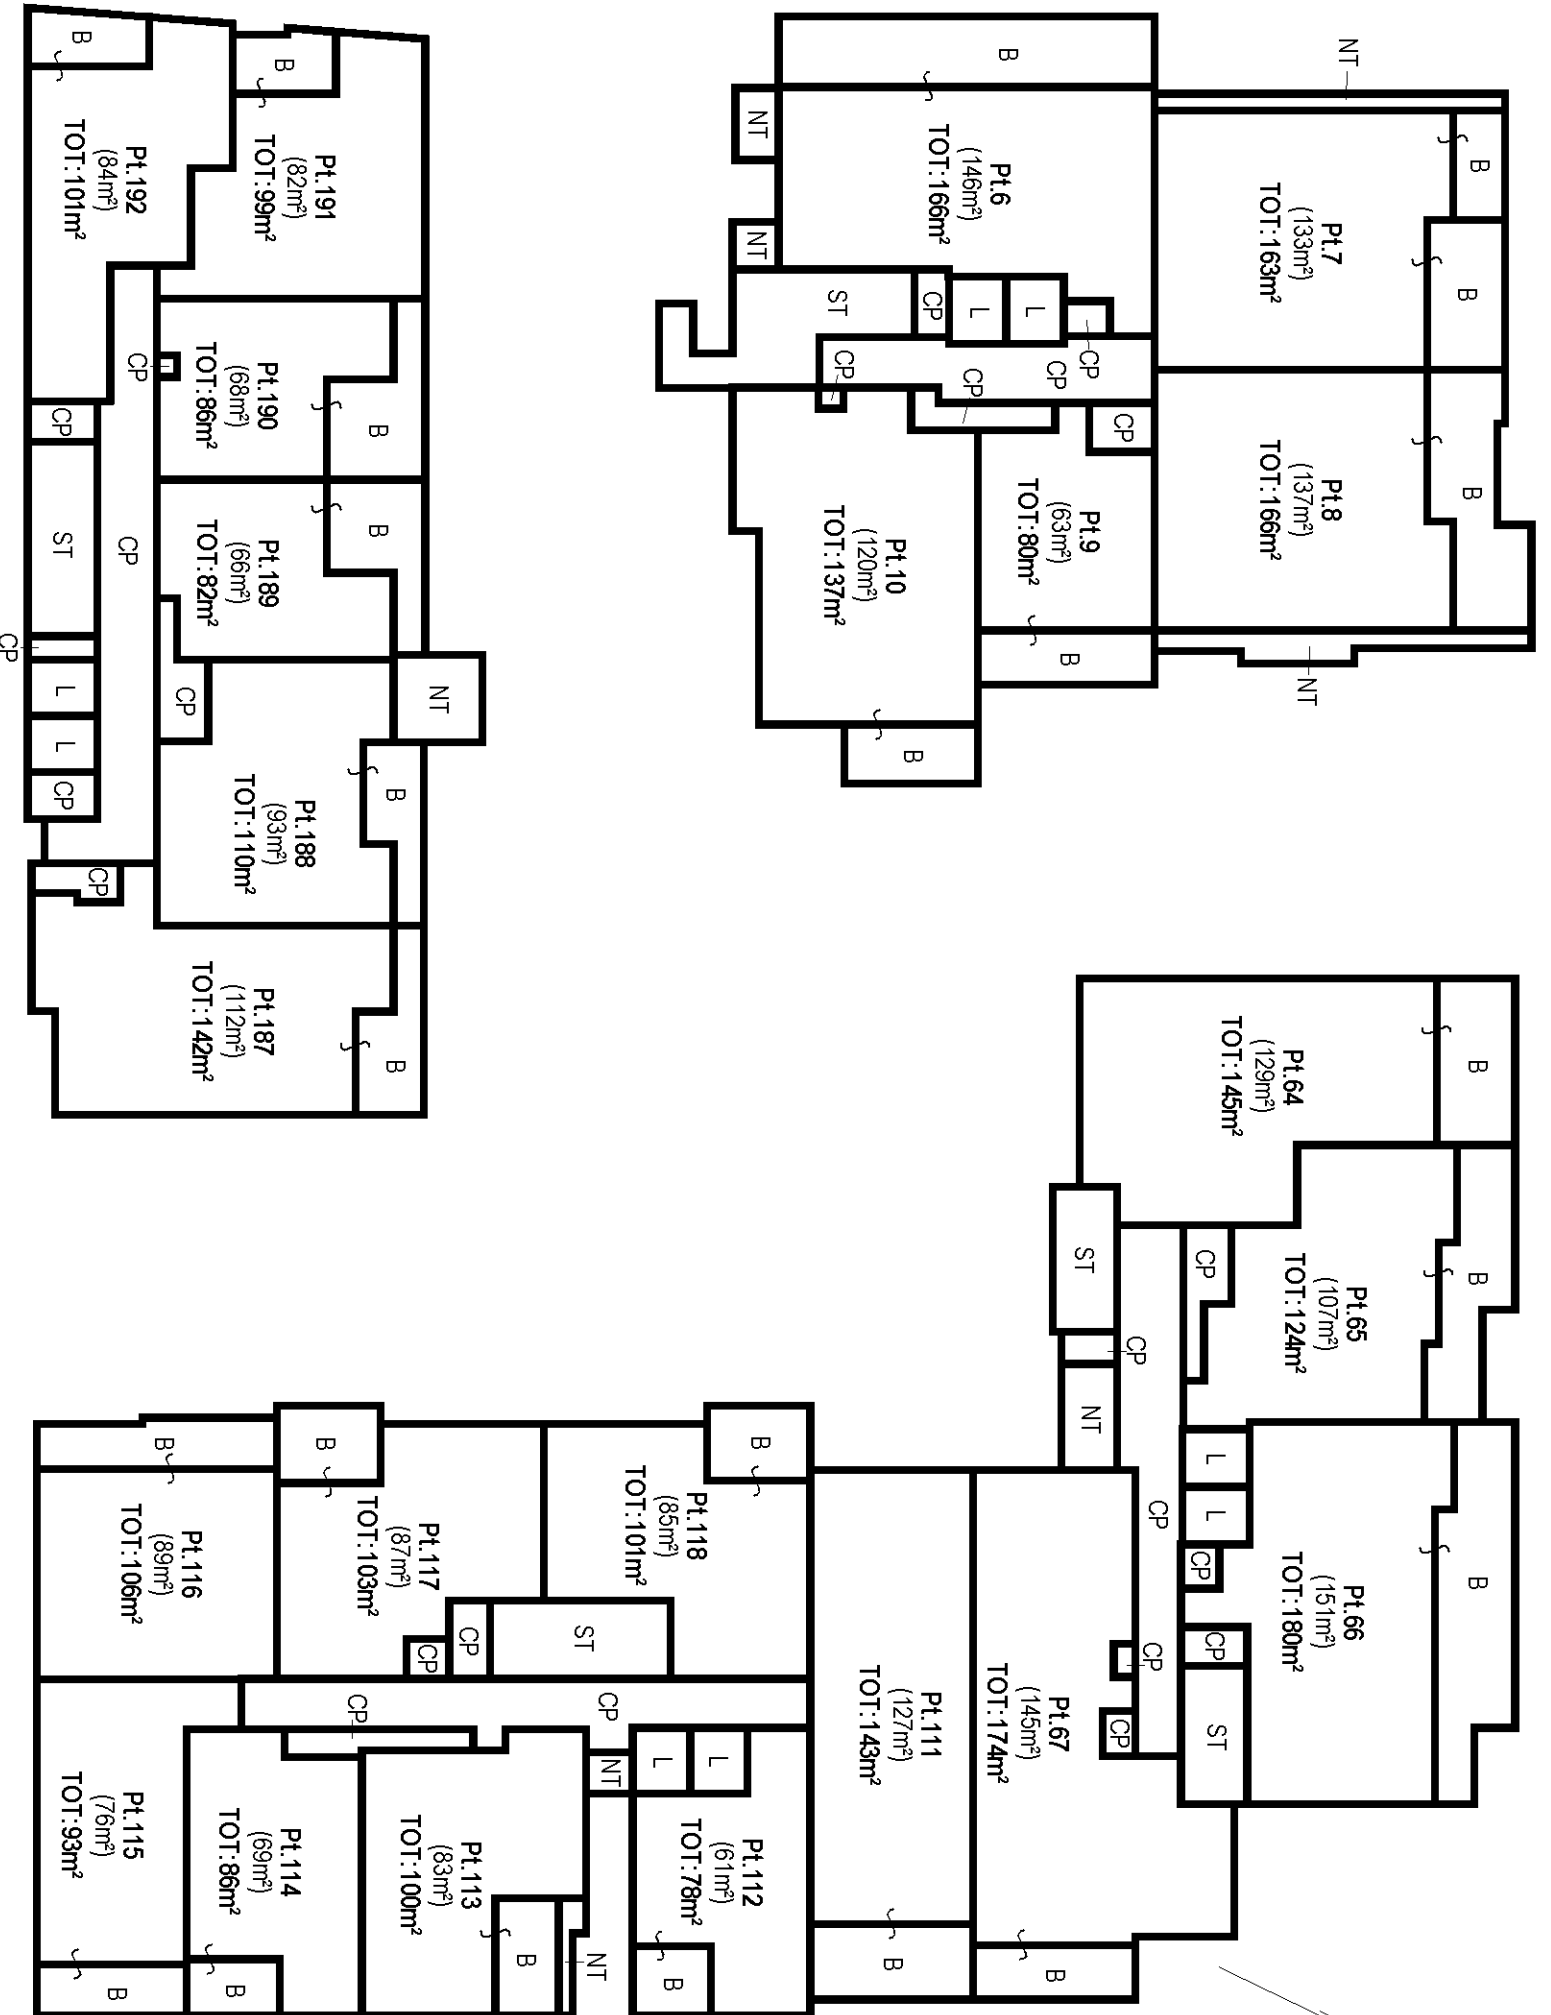 NT
B
B
B
Pt.7
(133m²)
TOT:163m²
Pt.8
(137m²)
TOT:166m²
NT
CP
CP
CP
B
B
Pt.9
(63m²)
TOT:80m²
Pt.6
(146m²)
TOT:166m²
L
L
CP
CP
B
Pt.10
(120m²)
TOT:137m²
ST
CP
NT
NT
B
B
B
Pt.64
(129m²)
TOT:145m²
Pt.65
(107m²)
TOT:124m²
Pt.66
(151m²)
TOT:180m²
CP
L
L
CP
CP
ST
CP
CP
CP
CP
ST
NT
Pt.67
(145m²)
TOT:174m²
B
Pt.111
(127m²)
TOT:143m²
B
B
Pt.118
(85m²)
TOT:101m²
L
L
Pt.112
(61m²)
TOT:78m²
B
ST
CP
NT
NT
CP
CP
CP
Pt.113
(83m²)
TOT:100m²
B
B
Pt.117
(87m²)
TOT:103m²
Pt.114
(69m²)
TOT:86m²
B
B
Pt.116
(89m²)
TOT:106m²
Pt.115
(76m²)
TOT:93m²
B
NT
B
B
B
B
B
Pt.191
(82m²)
TOT:99m²
Pt.190
(68m²)
TOT:86m²
Pt.189
(66m²)
TOT:82m²
Pt.188
(93m²)
TOT:110m²
Pt.187
(112m²)
TOT:142m²
CP
B
Pt.192
(84m²)
TOT:101m²
CP
CP
CP
CP
ST
CP
L
L
CP